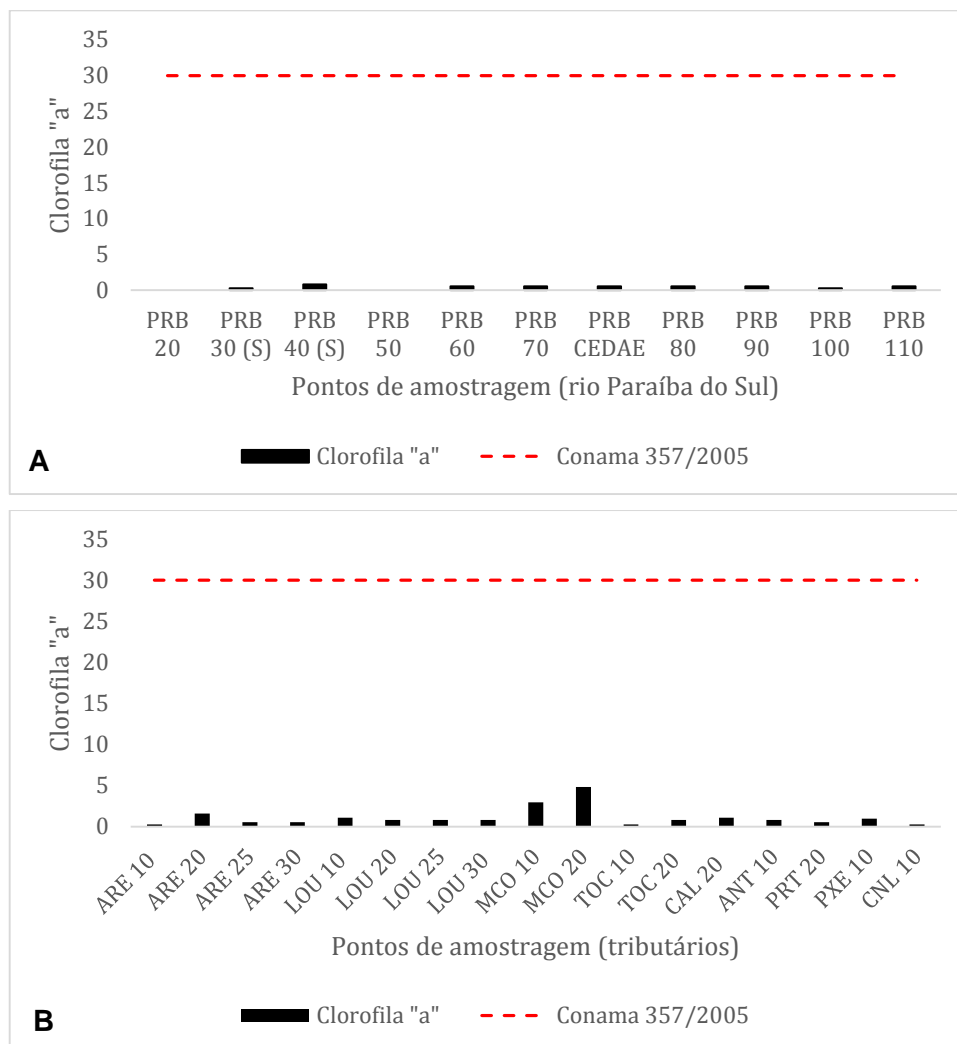 35
30
25
20
15
10
5
0
Clorofila "a"
PRB 20
PRB 30 (S)
PRB 40 (S)
PRB 50
PRB 60
PRB 70
PRB CEDAE
PRB 80
PRB 90
PRB 100
PRB 110
Pontos de amostragem (rio Paraíba do Sul)
A
Clorofila "a"
Conama 357/2005
35
30
25
20
15
10
5
0
Clorofila "a"
ARE 10
ARE 20
ARE 25
ARE 30
LOU 10
LOU 20
LOU 25
LOU 30
MCO 10
MCO 20
TOC 10
TOC 20
CAL 20
ANT 10
PRT 20
PXE 10
CNL 10
Pontos de amostragem (tributários)
B
Clorofila "a"
Conama 357/2005